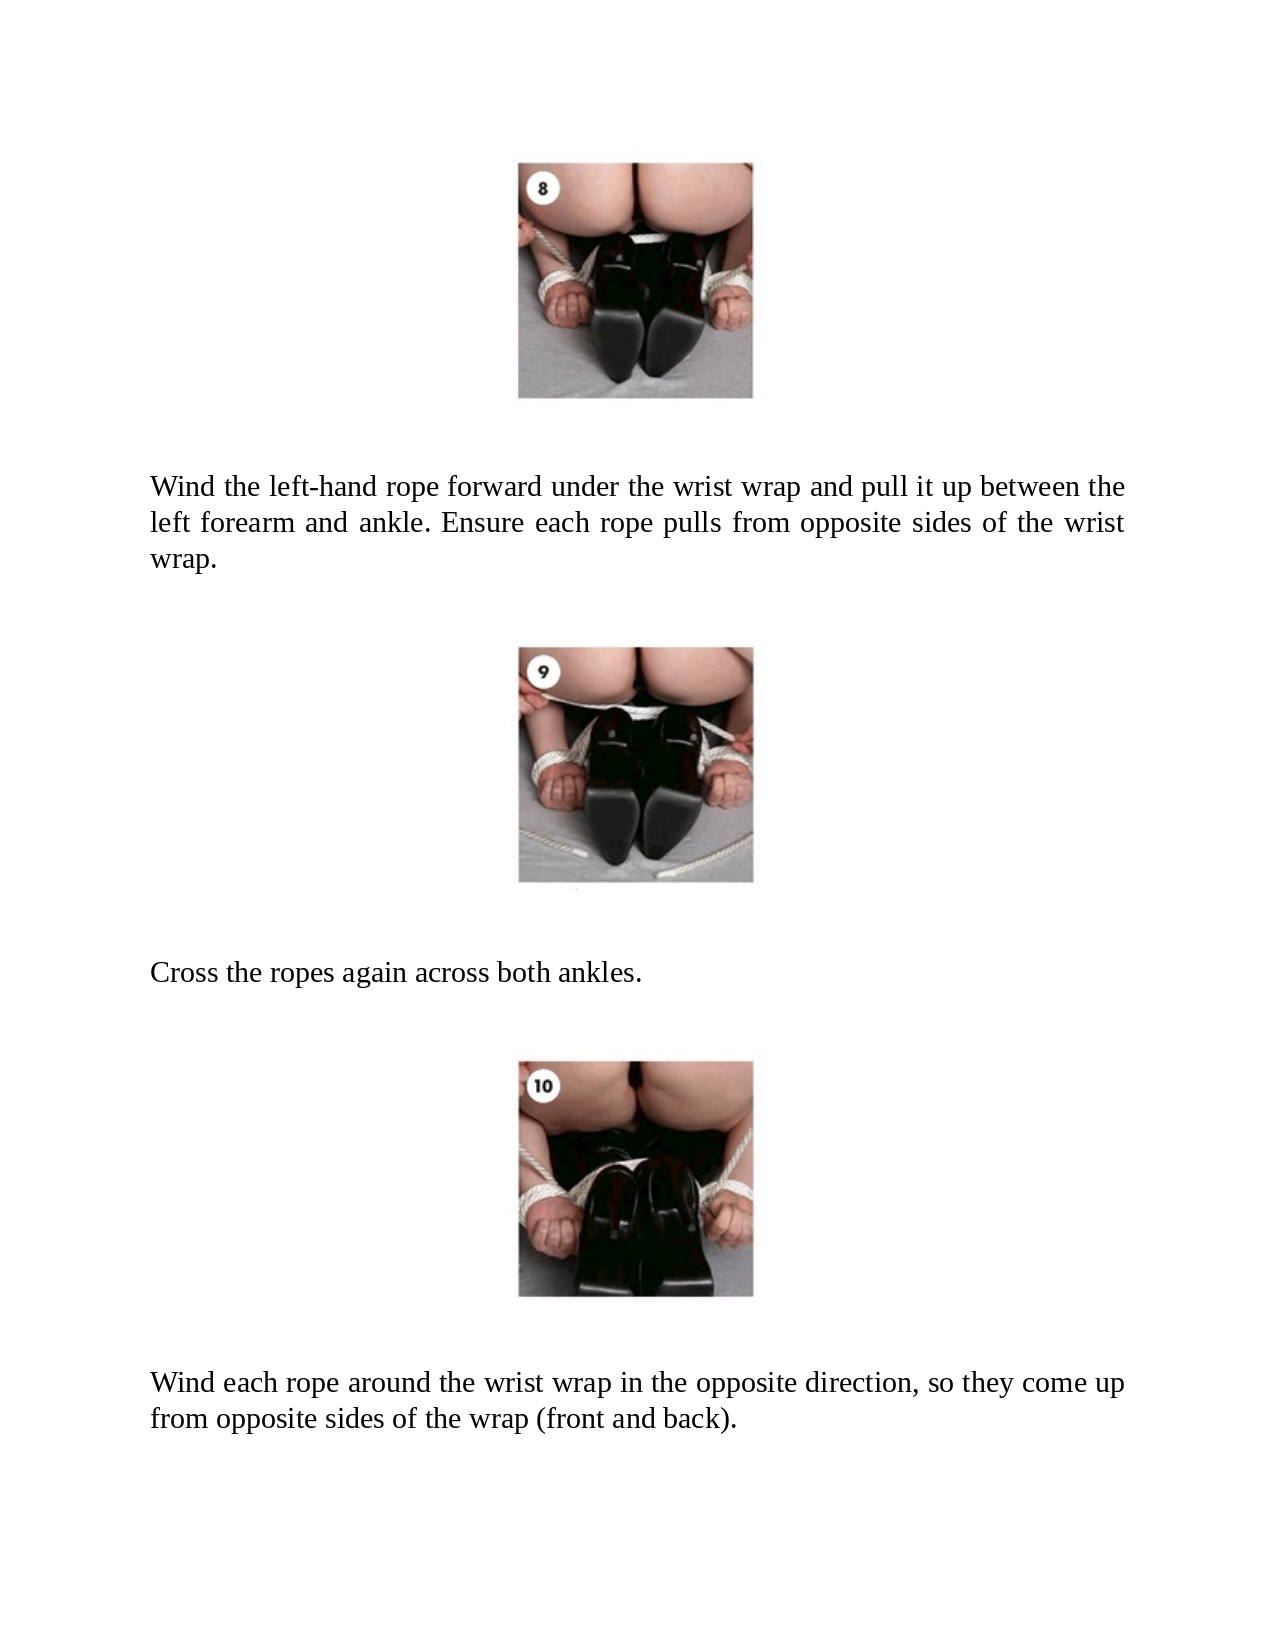 8
Wind the left-hand rope forward under the wrist wrap and pull it up between the
left forearm and ankle. Ensure each rope pulls from opposite sides of the wrist
wrap.
9
Cross the ropes again across both ankles.
10
Wind each rope around the wrist wrap in the opposite direction, so they come up
from opposite sides of the wrap (front and back).